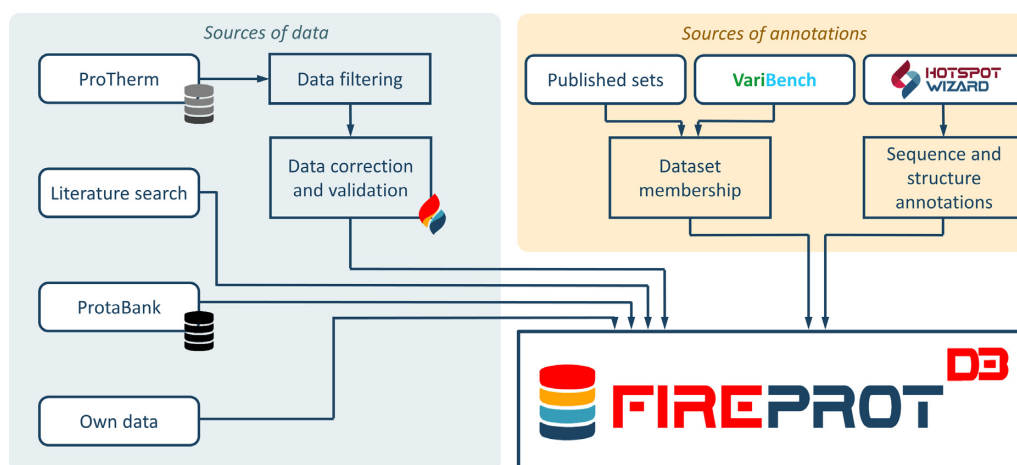 Sources of data
ProTherm
Data filtering
Data correction
and validation
Literature search
ProtaBank
Own data
Sources of annotations
Published sets
VariBench
HOTSPOT
WIZARD
Dataset
membership
Sequence and
structure
annotations
FIREPROT DB